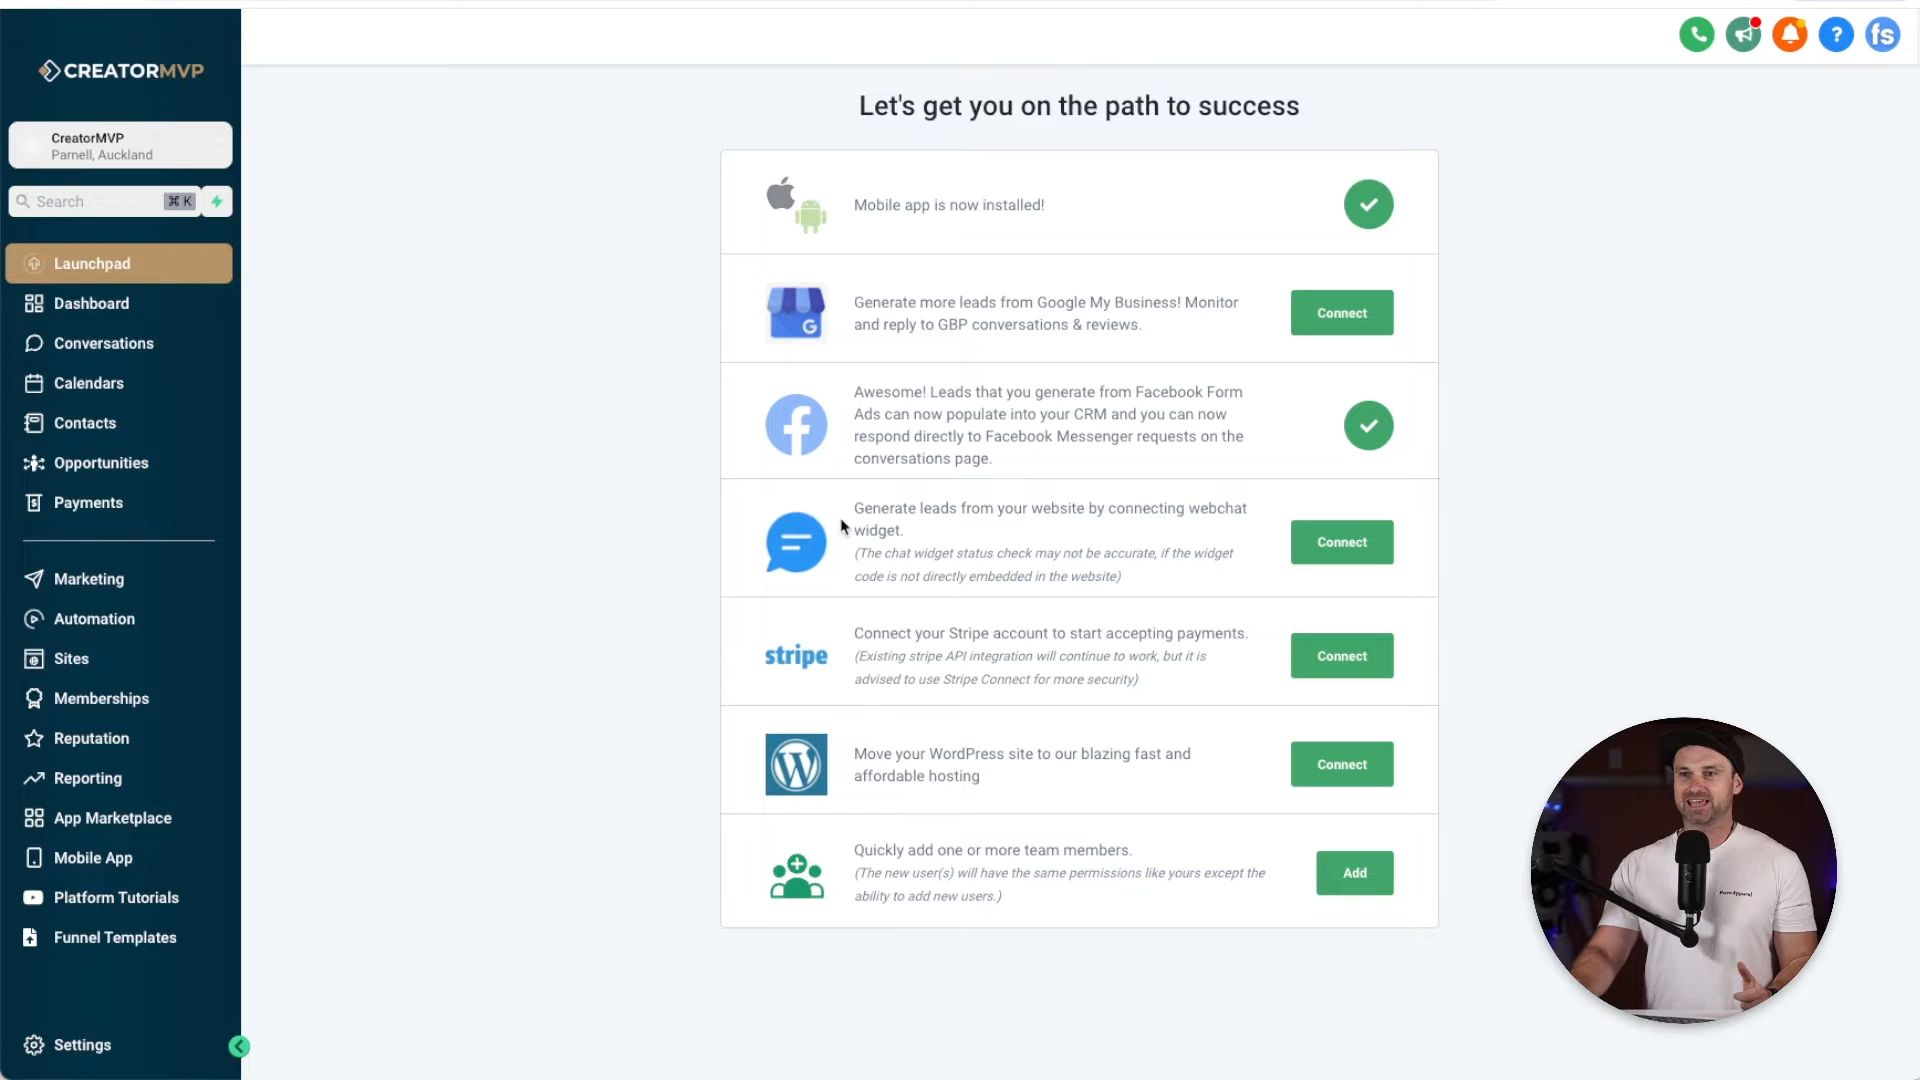 CREATORMVP
CreatorMVP
Parnell, Auckland
Search
⌘ K
Launchpad
Dashboard
Conversations
Calendars
Contacts
Opportunities
Payments
Marketing
Automation
Sites
Memberships
Reputation
Reporting
App Marketplace
Mobile App
Platform Tutorials
Funnel Templates
Settings
?
fs
Let's get you on the path to success
Mobile app is now installed!
G
Generate more leads from Google My Business! Monitor
and reply to GBP conversations & reviews.
Connect
Awesome! Leads that you generate from Facebook Form
Ads can now populate into your CRM and you can now
respond directly to Facebook Messenger requests on the
conversations page.
Generate leads from your website by connecting webchat
widget.
(The chat widget status check may not be accurate, if the widget
code is not directly embedded in the website)
Connect
stripe
Connect your Stripe account to start accepting payments.
(Existing stripe API integration will continue to work, but it is
advised to use Stripe Connect for more security)
Connect
Move your WordPress site to our blazing fast and
affordable hosting
Connect
Quickly add one or more team members.
(The new user(s) will have the same permissions like yours except the
ability to add new users.)
Add